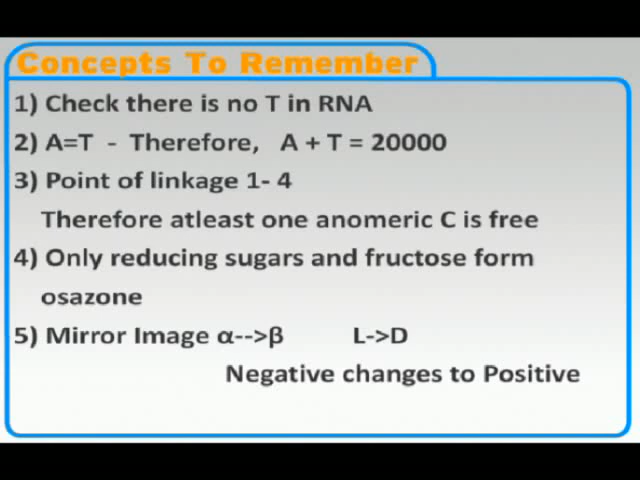 Concepts To Remember
1) Check there is no T in RNA
2) A=T - Therefore, A + T = 20000
3) Point of linkage 1- 4
Therefore atleast one anomeric C is free
4) Only reducing sugars and fructose form
osazone
5) Mirror Image α-->β L->D
Negative changes to Positive